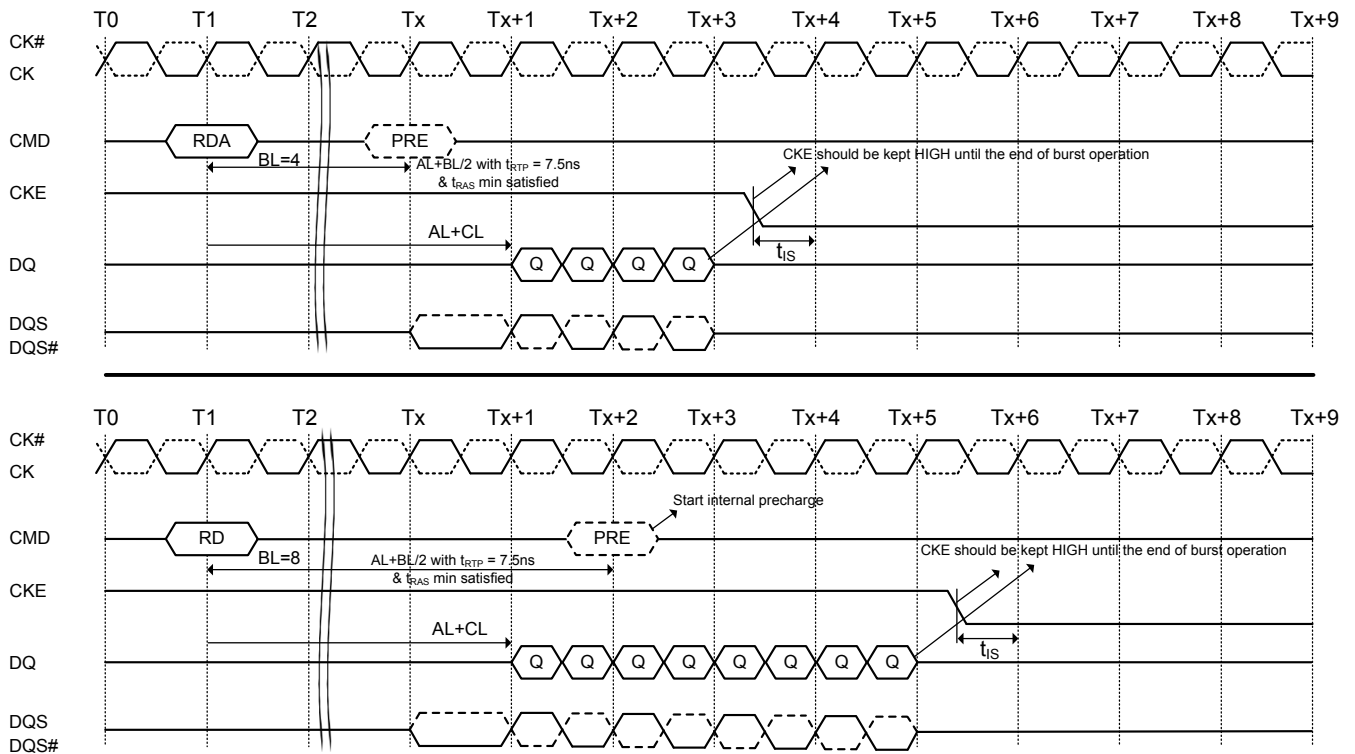 T0 T1 T2 Tx Tx+1 Tx+2 Tx+3 Tx+4 Tx+5 Tx+6 Tx+7 Tx+8 Tx+9
CK#
CK
CMD RDA PRE
BL=4 AL+BL/2 with tRTP = 7.5ns
& tRAS min satisfied
CKE should be kept HIGH until the end of burst operation
CKE
AL+CL
tIS
DQ Q Q Q Q
DQS
DQS#
T0 T1 T2 Tx Tx+1 Tx+2 Tx+3 Tx+4 Tx+5 Tx+6 Tx+7 Tx+8 Tx+9
CK#
CK
Start internal precharge
CMD RD PRE
CKE should be kept HIGH until the end of burst operation
BL=8 AL+BL/2 with tRTP = 7.5ns
& tRAS min satisfied
CKE
AL+CL
tIS
DQ Q Q Q Q Q Q Q Q
DQS
DQS#